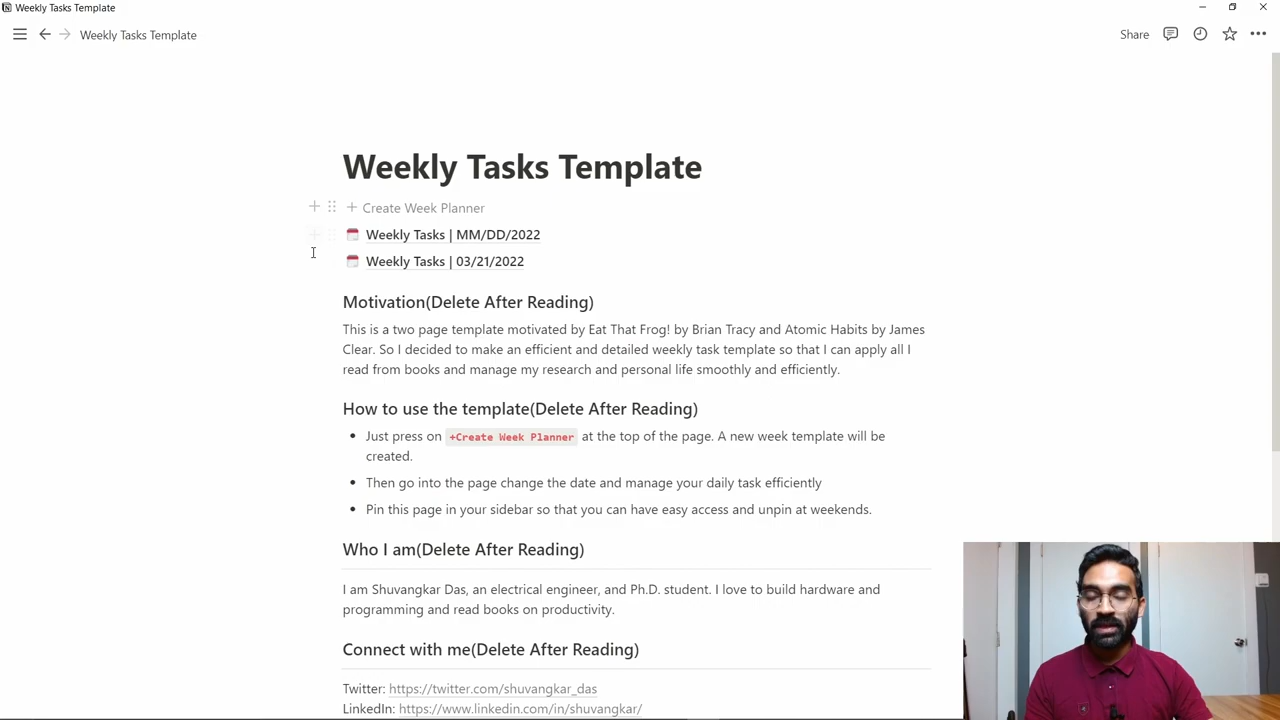 Weekly Tasks Template
Weekly Tasks Template
Share
Weekly Tasks Template
+ Create Week Planner
Weekly Tasks | MM/DD/2022
Weekly Tasks | 03/21/2022
Motivation(Delete After Reading)
This is a two page template motivated by Eat That Frog! by Brian Tracy and Atomic Habits by James
Clear. So I decided to make an efficient and detailed weekly task template so that I can apply all I
read from books and manage my research and personal life smoothly and efficiently.
How to use the template(Delete After Reading)
• Just press on +Create Week Planner at the top of the page. A new week template will be
created.
• Then go into the page change the date and manage your daily task efficiently
• Pin this page in your sidebar so that you can have easy access and unpin at weekends.
Who I am(Delete After Reading)
I am Shuvangkar Das, an electrical engineer, and Ph.D. student. I love to build hardware and
programming and read books on productivity.
Connect with me(Delete After Reading)
Twitter: https://twitter.com/shuvangkar_das
LinkedIn: https://www.linkedin.com/in/shuvangkar/